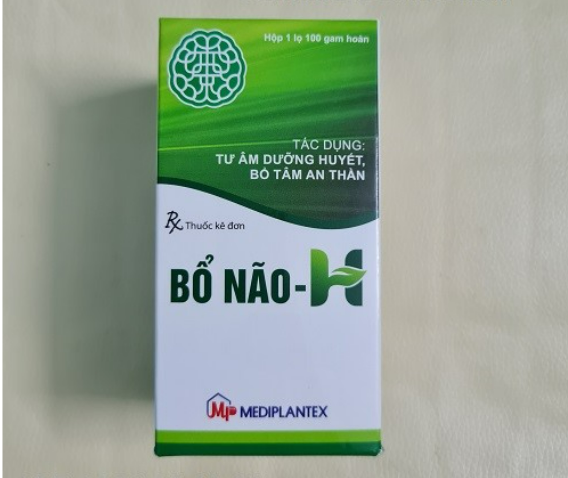 Hộp 1 lọ 100 gam hoàn
TÁC DỤNG:
TƯ ÂM DƯỠNG HUYẾT,
BỔ TÂM AN THẦN
Rx Thuốc kê đơn
BỔ NÃO-H
MP MEDIPLANTEX